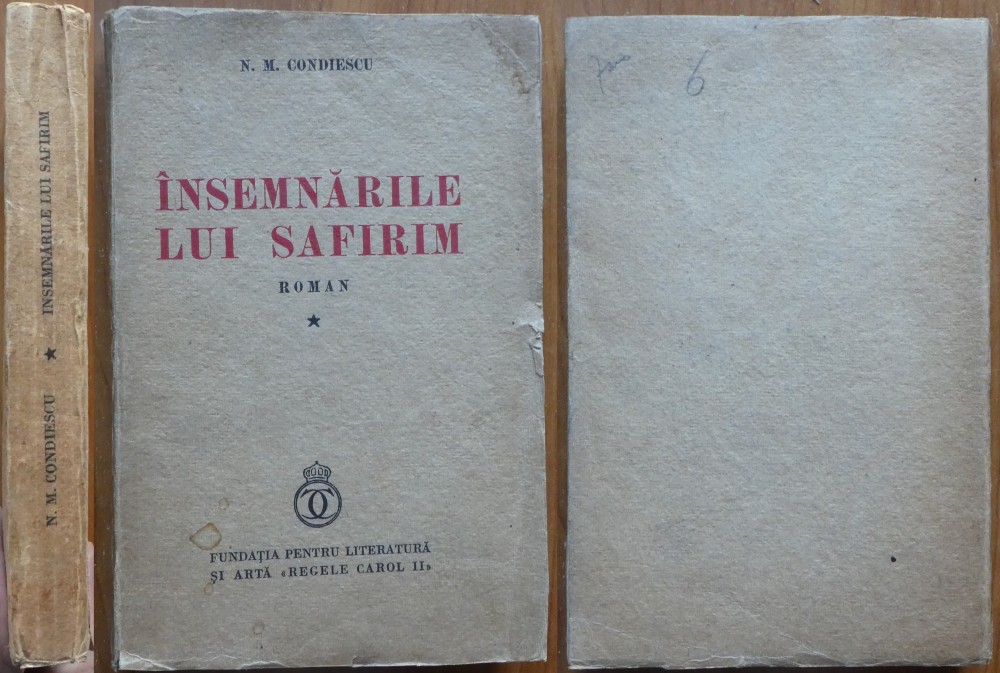 N. M. CONDIESCU ★ INSEMNĂRILE LUI SAFIRIM
N. M. CONDIESCU
ÎNSEMNĂRILE
LUI SAFIRIM
ROMAN
★
FUNDAȚIA PENTRU LITERATURĂ
ȘI ARTĂ «REGELE CAROL II»
6